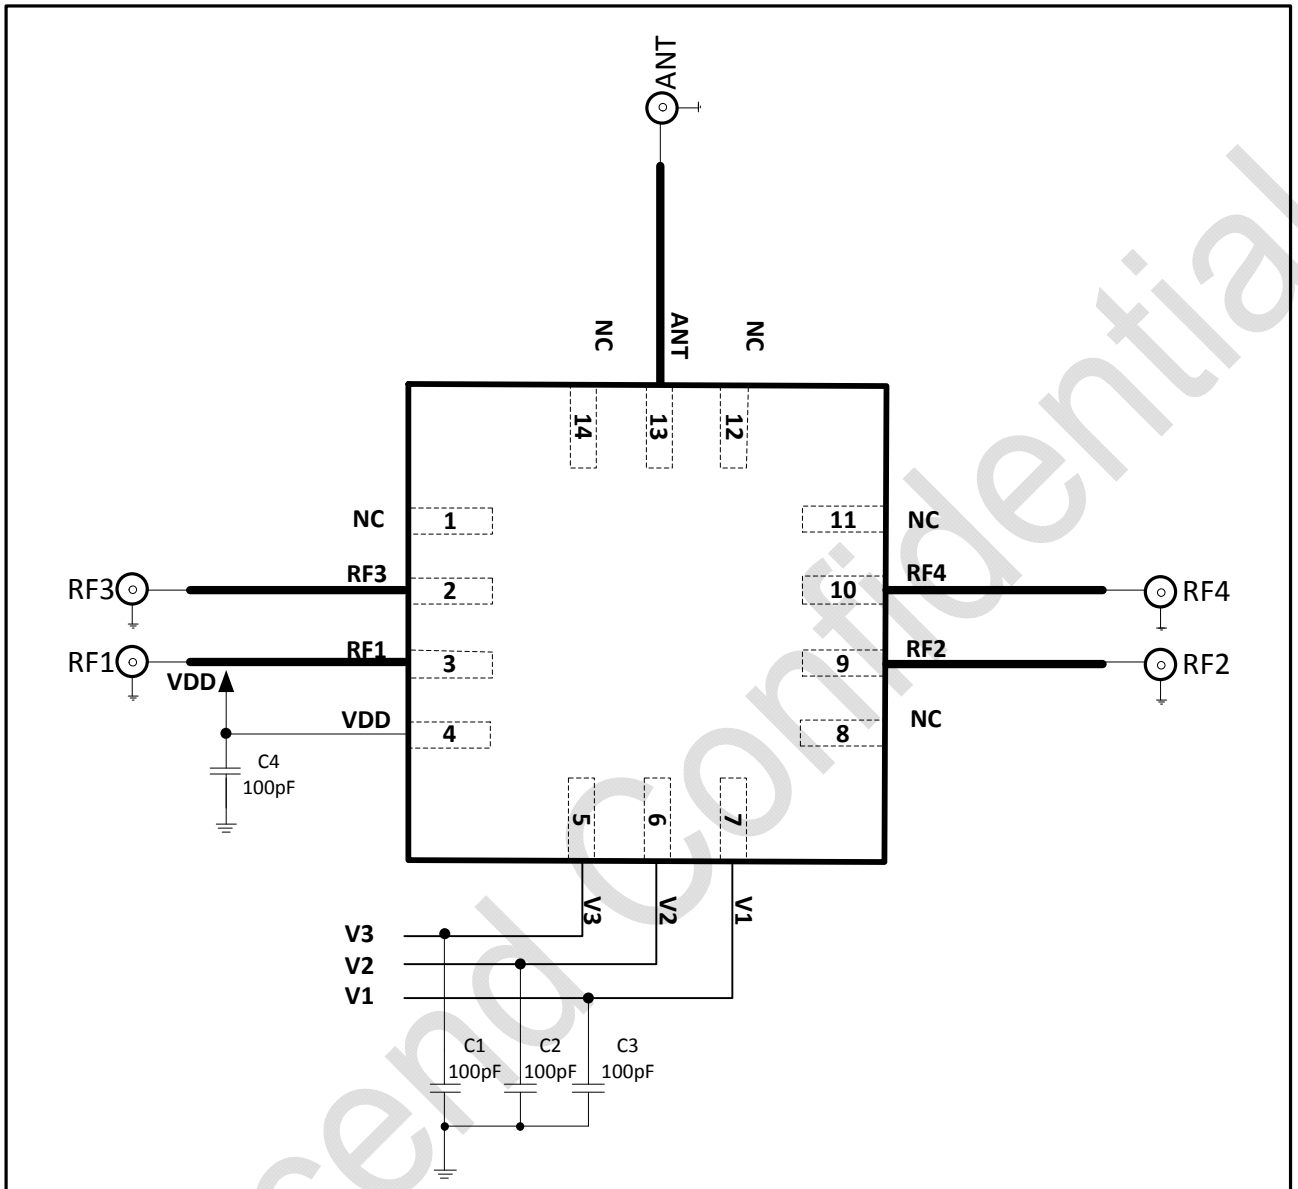 ANT
NC
ANT
NC
14
13
12
NC
1
11
NC
RF3
RF3
2
10
RF4
RF4
RF1
RF1
3
9
RF2
RF2
VDD
VDD
4
8
NC
C4
100pF
5
6
7
V3
V2
V1
V3
V2
V1
C1
100pF
C2
100pF
C3
100pF
cend Confidential